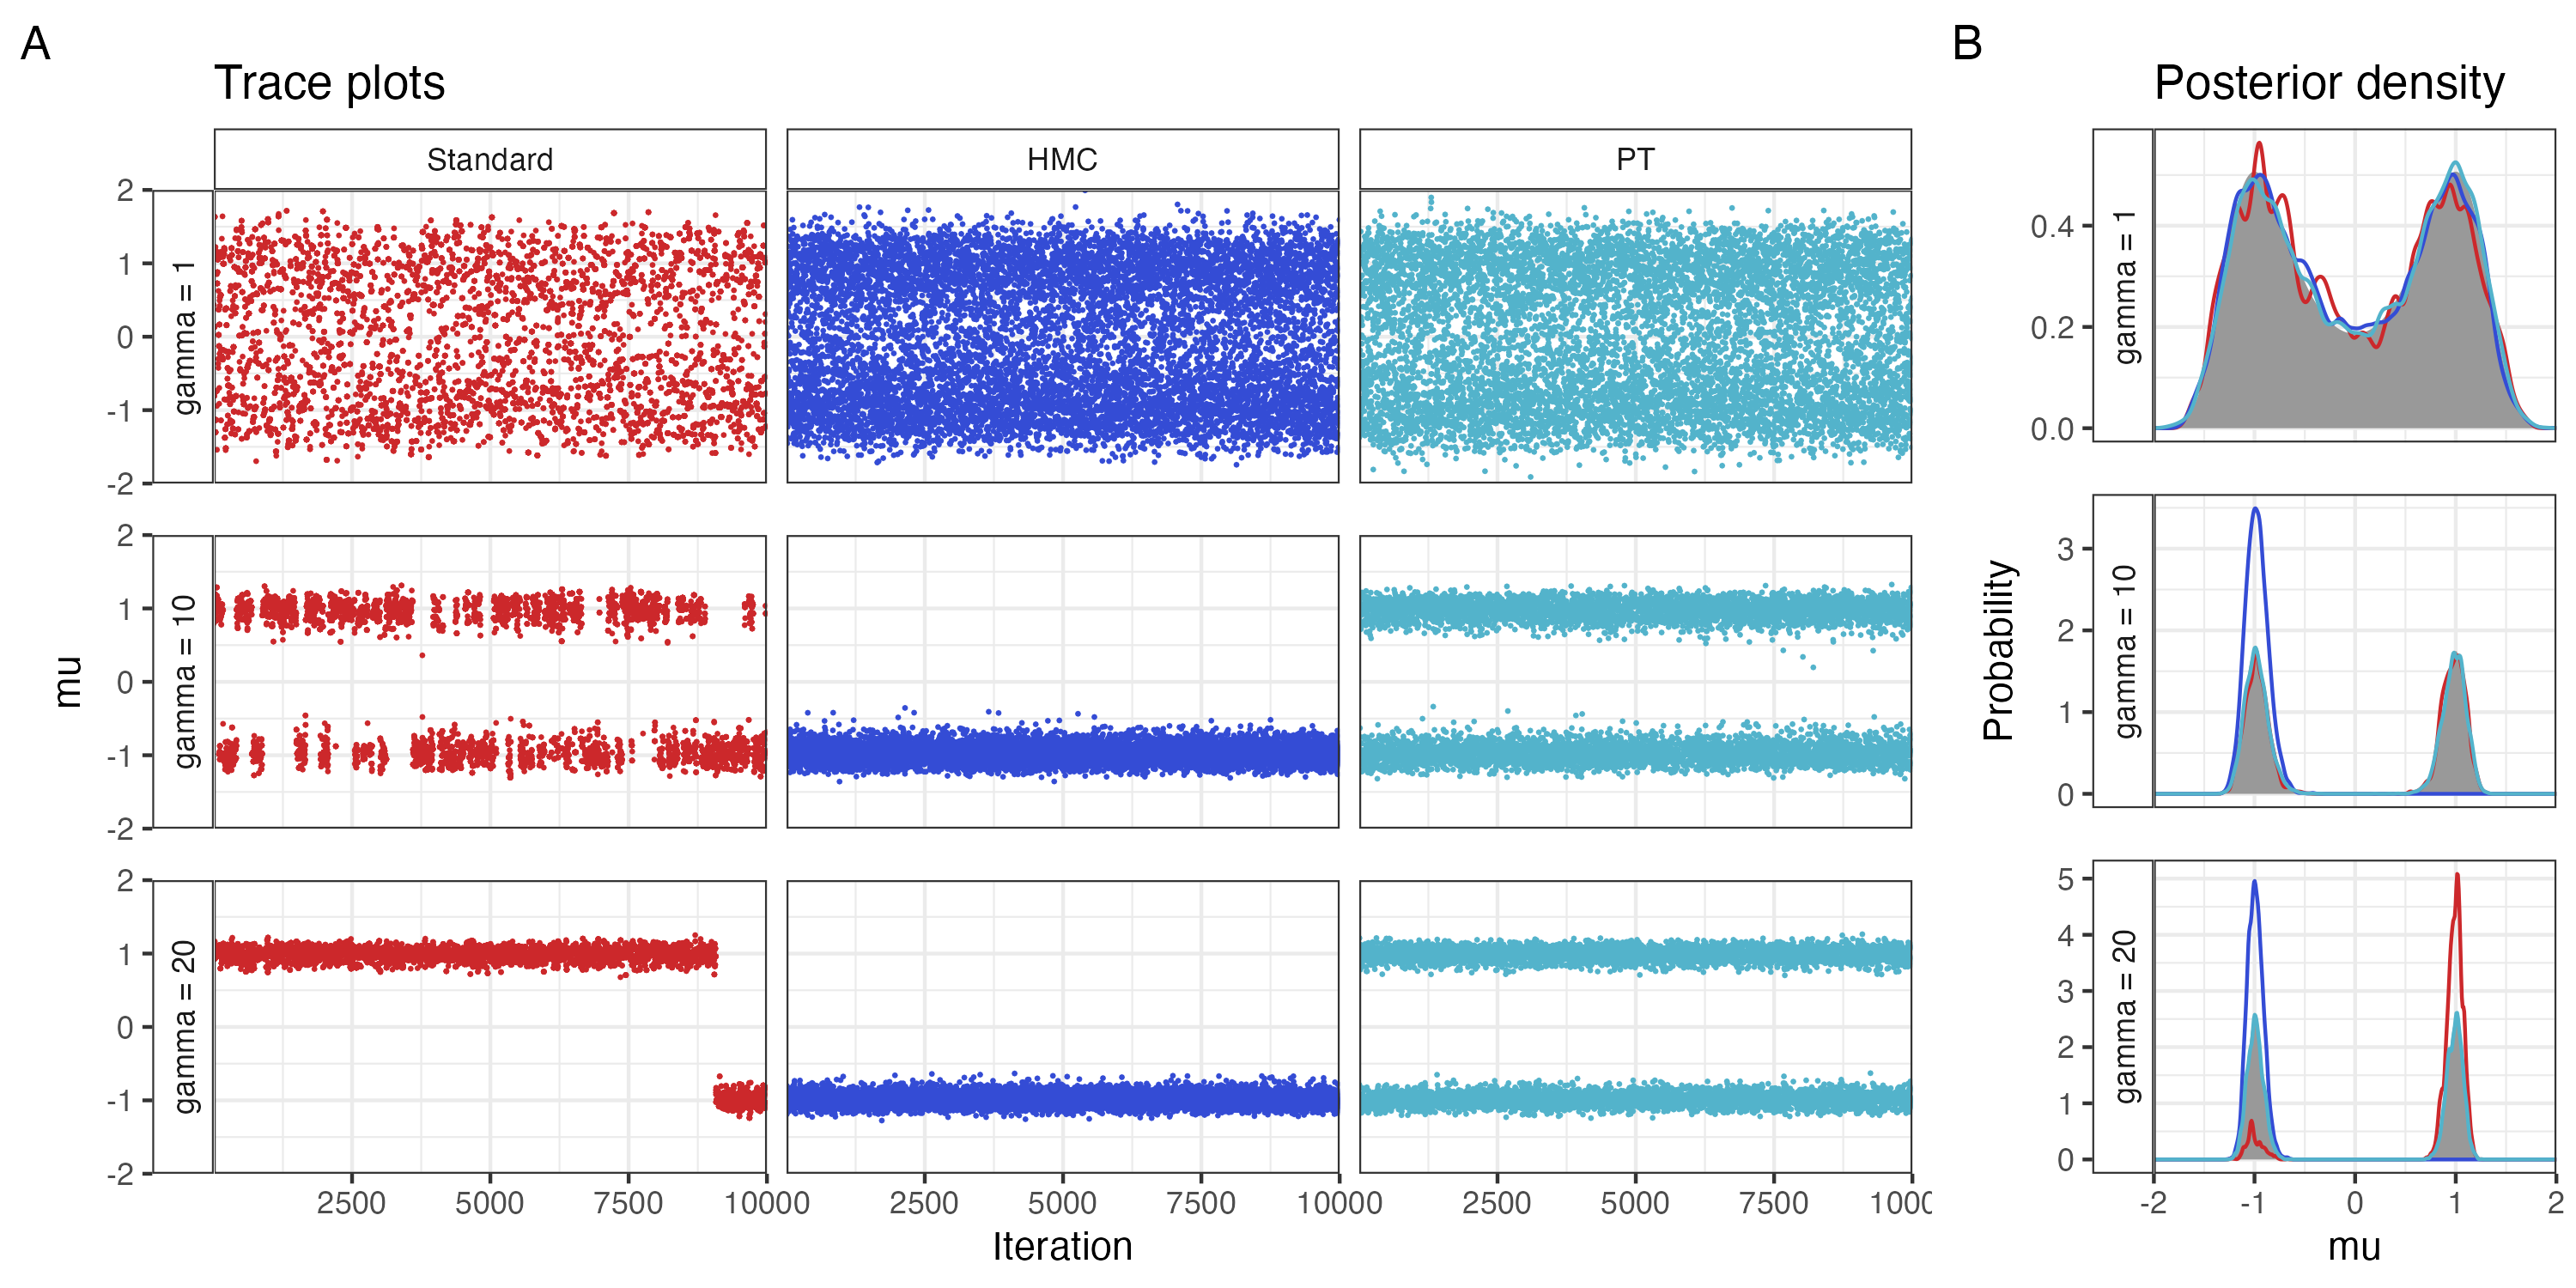 A
Trace plots
Standard
HMC
PT
mu
gamma = 1
2
1
0
-1
-2
gamma = 10
2
1
0
-1
-2
gamma = 20
2
1
0
-1
-2
2500 5000 7500 10000
2500 5000 7500 10000
2500 5000 7500 1000
Iteration
B
Posterior density
Probability
gamma = 1
0.4
0.2
0.0
gamma = 10
3
2
1
0
gamma = 20
5
4
3
2
1
0
-2 -1 0 1 2
mu